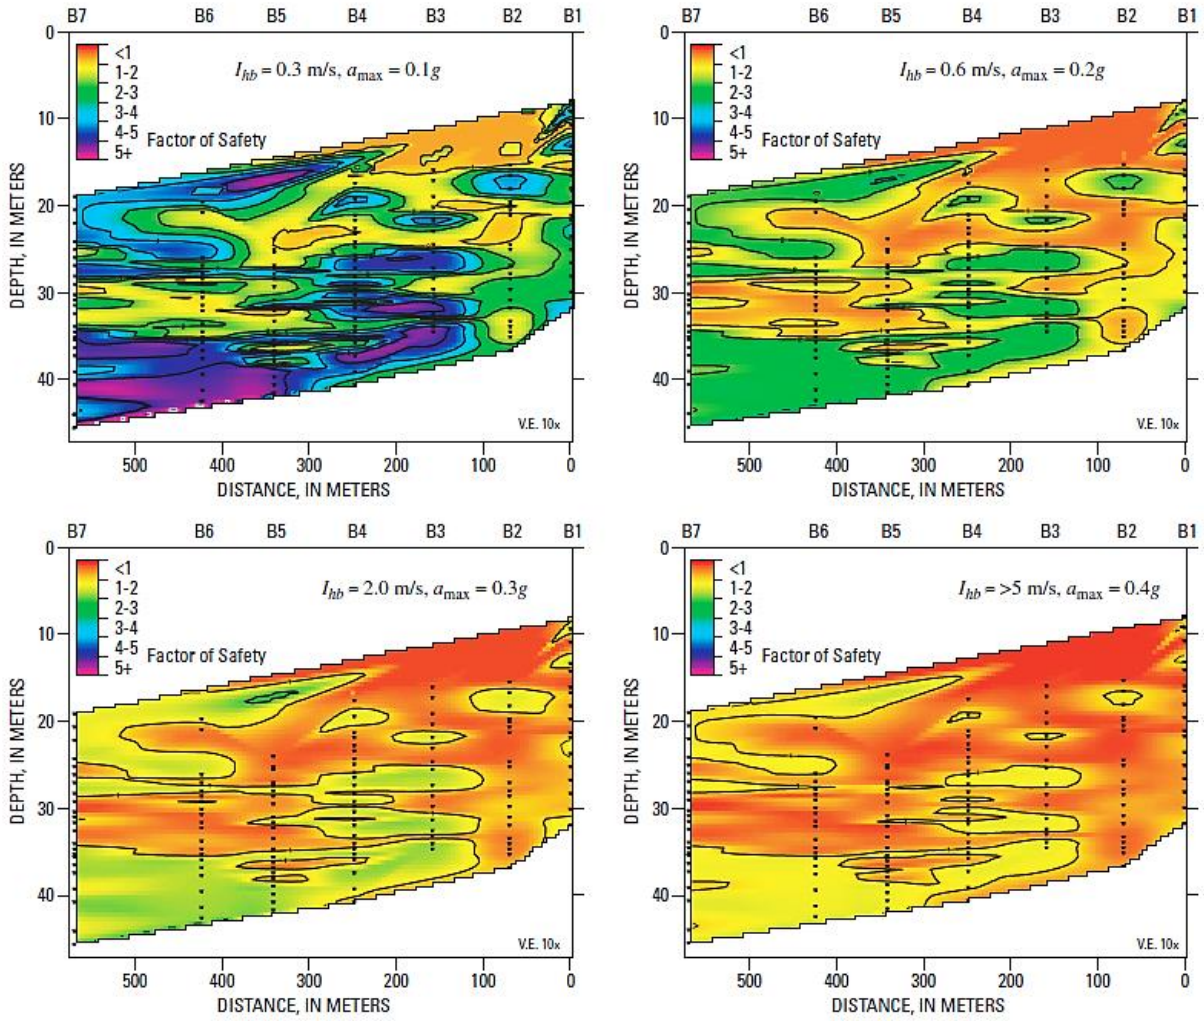 B7 B6 B5 B4 B3 B2 B1
0
<1
1-2
2-3
3-4
4-5
5+
Factor of Safety
I_hb = 0.3 m/s, a_max = 0.1g
10
20
30
40
DEPTH, IN METERS
V.E. 10x
500 400 300 200 100 0
DISTANCE, IN METERS
B7 B6 B5 B4 B3 B2 B1
0
<1
1-2
2-3
3-4
4-5
5+
Factor of Safety
I_hb = 0.6 m/s, a_max = 0.2g
10
20
30
40
DEPTH, IN METERS
V.E. 10x
500 400 300 200 100 0
DISTANCE, IN METERS
B7 B6 B5 B4 B3 B2 B1
0
<1
1-2
2-3
3-4
4-5
5+
Factor of Safety
I_hb = 2.0 m/s, a_max = 0.3g
10
20
30
40
DEPTH, IN METERS
V.E. 10x
500 400 300 200 100 0
DISTANCE, IN METERS
B7 B6 B5 B4 B3 B2 B1
0
<1
1-2
2-3
3-4
4-5
5+
Factor of Safety
I_hb = >5 m/s, a_max = 0.4g
10
20
30
40
DEPTH, IN METERS
V.E. 10x
500 400 300 200 100 0
DISTANCE, IN METERS